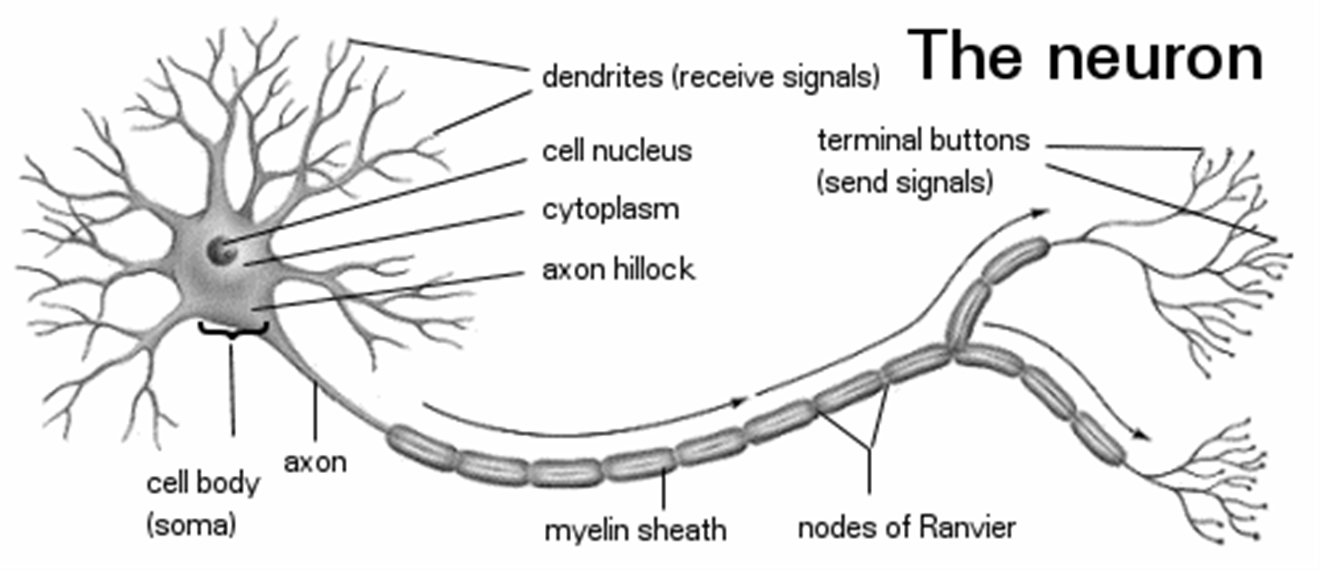 The neuron
dendrites (receive signals)
cell nucleus
cytoplasm
axon hillock
terminal buttons
(send signals)
axon
cell body
(soma)
myelin sheath
nodes of Ranvier